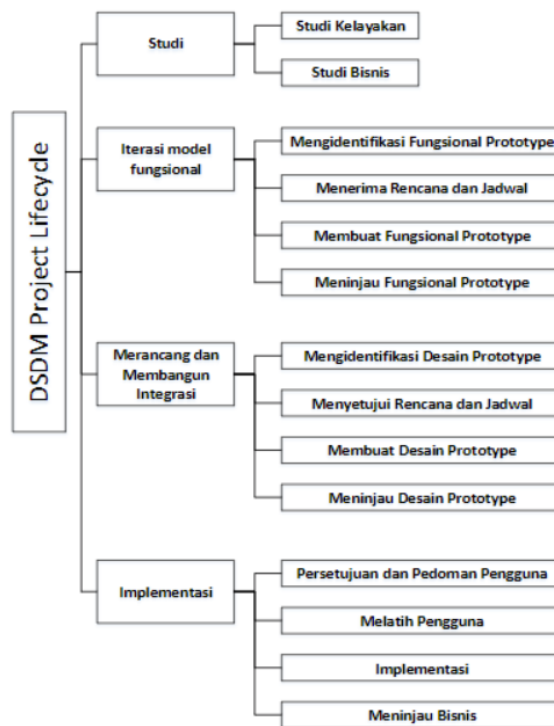 DSDM Project Lifecycle
Studi
Studi Kelayakan
Studi Bisnis
Iterasi model
fungsional
Mengidentifikasi Fungsional Prototype
Menerima Rencana dan Jadwal
Membuat Fungsional Prototype
Meninjau Fungsional Prototype
Merancang dan
Membangun
Integrasi
Mengidentifikasi Desain Prototype
Menyetujui Rencana dan Jadwal
Membuat Desain Prototype
Meninjau Desain Prototype
Implementasi
Persetujuan dan Pedoman Pengguna
Melatih Pengguna
Implementasi
Meninjau Bisnis